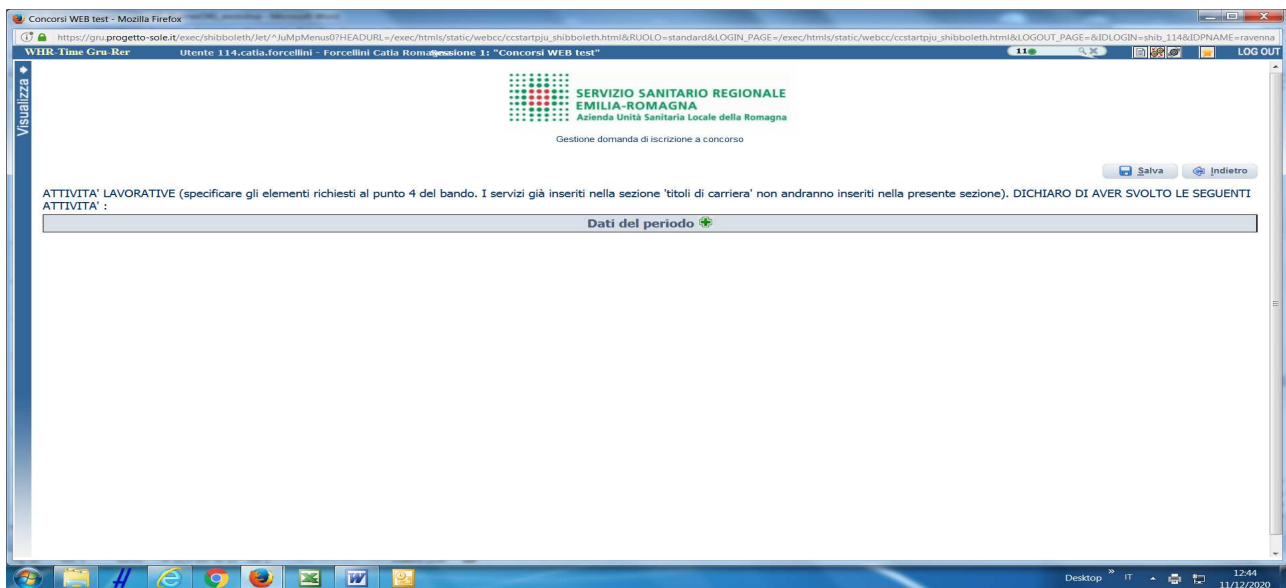 Concorsi WEB test - Mozilla Firefox
https://gru.progetto-sole.it/exec/shibboleth/Jet/^JuMpMenus0?HEADURL=/exec/htmls/static/webcc/ccstartpju_shibboleth.html&RUOLO=standard&LOGIN_PAGE=/exec/htmls/static/webcc/ccstartpju_shibboleth.html&LOGOUT_PAGE=&IDLOGIN=shib_114&IDPNAME=ravenna
WHR-Time Gru-Rer Utente 114.catia.forcellini - Forcellini Catia Sessione 1: "Concorsi WEB test" 11 LOG OUT
Visualizza
SERVIZIO SANITARIO REGIONALE
EMILIA-ROMAGNA
Azienda Unità Sanitaria Locale della Romagna
Gestione domanda di iscrizione a concorso
Salva Indietro
ATTIVITA' LAVORATIVE (specificare gli elementi richiesti al punto 4 del bando. I servizi già inseriti nella sezione 'titoli di carriera' non andranno inseriti nella presente sezione). DICHIARO DI AVER SVOLTO LE SEGUENTI
ATTIVITA' :
Dati del periodo
Desktop » IT 12:44
11/12/2020